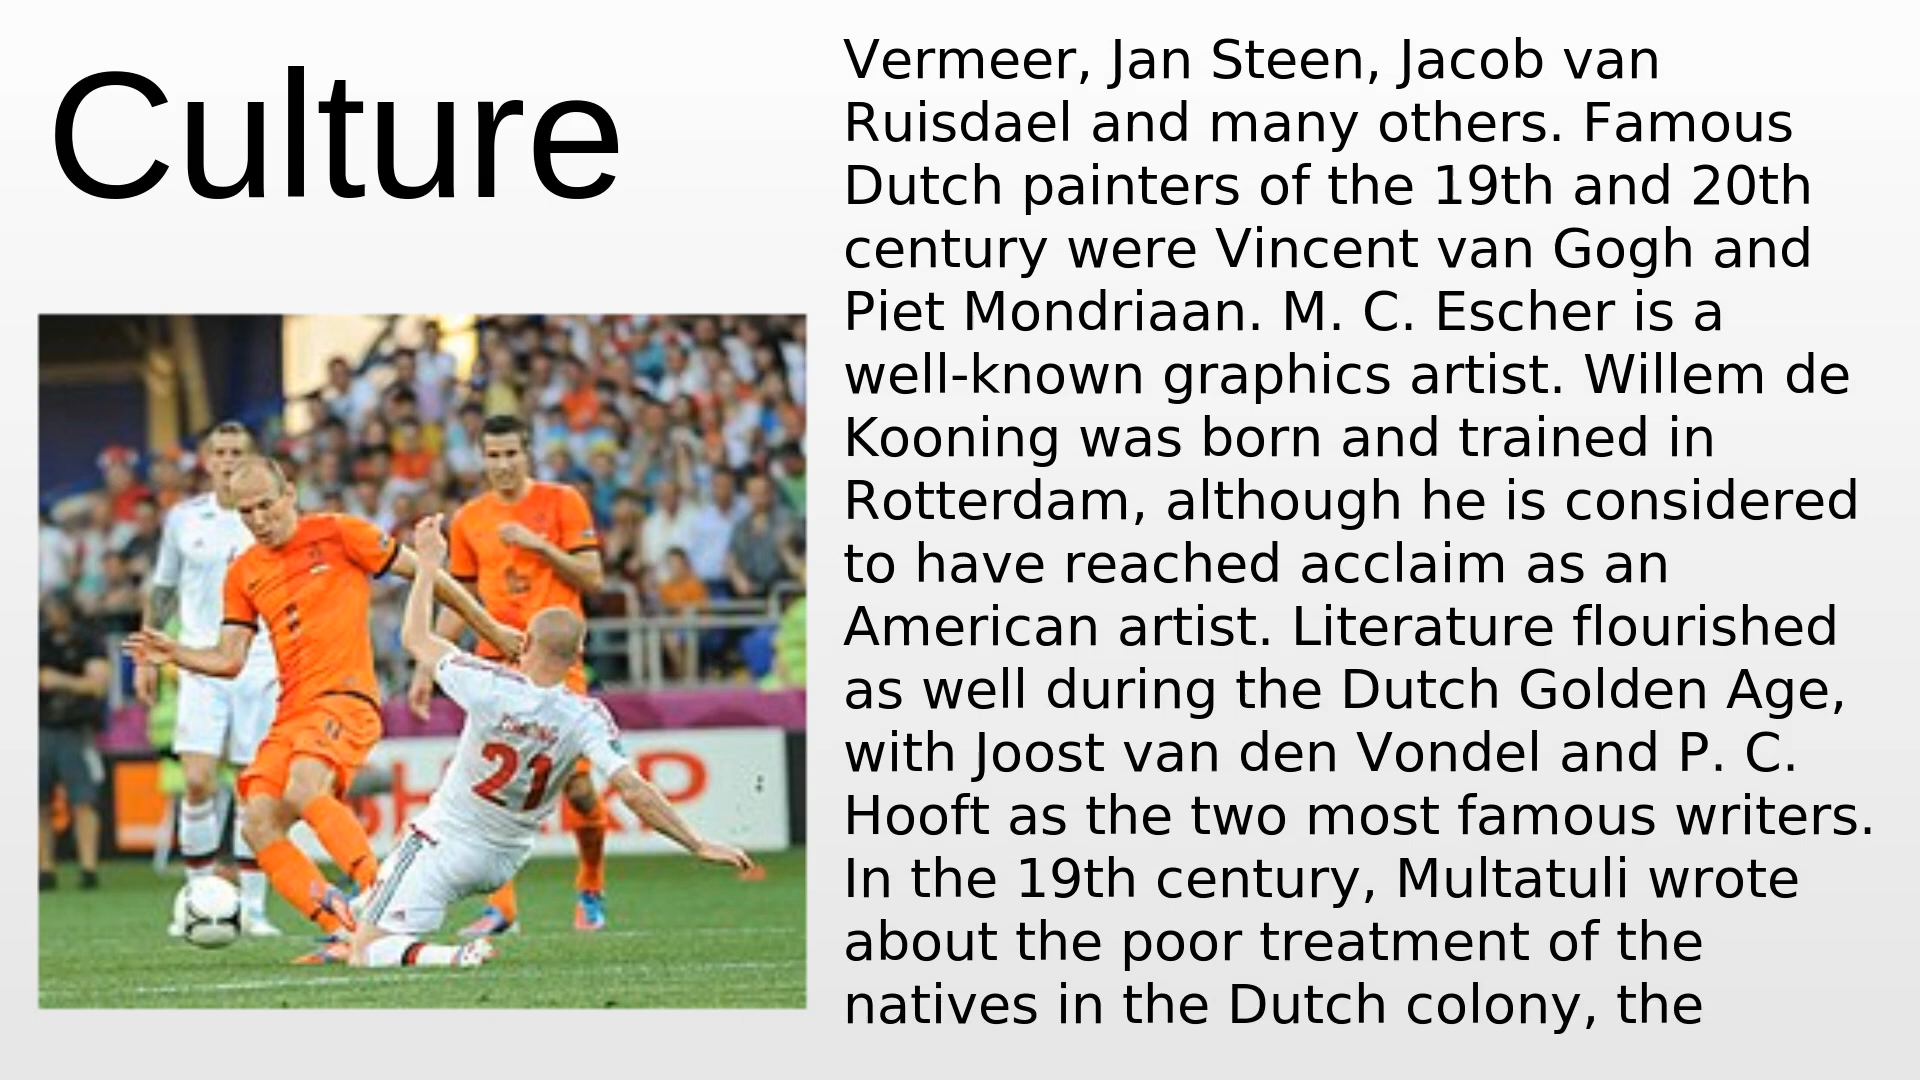 Culture
Vermeer, Jan Steen, Jacob van
Ruisdael and many others. Famous
Dutch painters of the 19th and 20th
century were Vincent van Gogh and
Piet Mondriaan. M. C. Escher is a
well-known graphics artist. Willem de
Kooning was born and trained in
Rotterdam, although he is considered
to have reached acclaim as an
American artist. Literature flourished
as well during the Dutch Golden Age,
with Joost van den Vondel and P. C.
Hooft as the two most famous writers.
In the 19th century, Multatuli wrote
about the poor treatment of the
natives in the Dutch colony, the
21